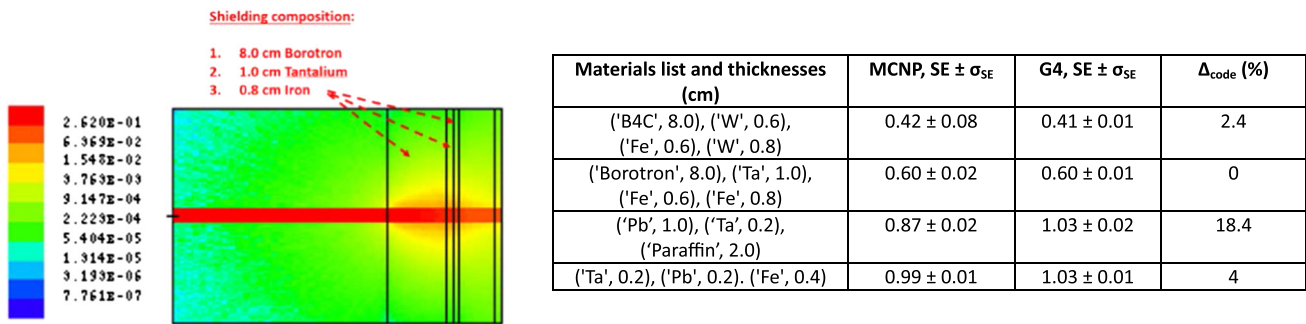 Shielding composition:
1. 8.0 cm Borotron
2. 1.0 cm Tantalium
3. 0.8 cm Iron
2.620E-01
6.369E-02
1.548E-02
3.763E-03
9.147E-04
2.223E-04
5.404E-05
1.314E-05
3.193E-06
7.761E-07
Materials list and thicknesses
(cm)
MCNP, SE ± σSE
G4, SE ± σSE
Δcode (%)
('B4C', 8.0), ('W', 0.6),
('Fe', 0.6), ('W', 0.8)
0.42 ± 0.08
0.41 ± 0.01
2.4
('Borotron', 8.0), ('Ta', 1.0),
('Fe', 0.6), ('Fe', 0.8)
0.60 ± 0.02
0.60 ± 0.01
0
(‘Pb’, 1.0), (‘Ta’, 0.2),
(‘Paraffin’, 2.0)
0.87 ± 0.02
1.03 ± 0.02
18.4
('Ta', 0.2), ('Pb', 0.2). ('Fe', 0.4)
0.99 ± 0.01
1.03 ± 0.01
4